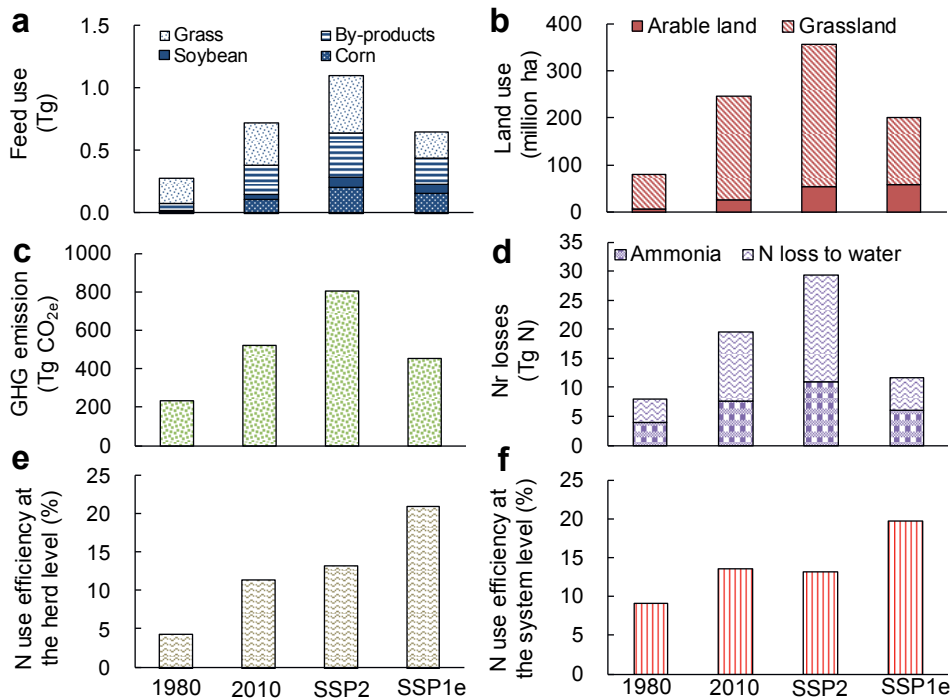 a
1.5
1.0
0.5
0.0
Feed use
(Tg)
Grass
By-products
Soybean
Corn
b
400
300
200
100
0
Land use
(million ha)
Arable land
Grassland
c
1000
800
600
400
200
0
GHG emission
(Tg CO2e)
d
35
30
25
20
15
10
5
0
Nr losses
(Tg N)
Ammonia
N loss to water
e
25
20
15
10
5
0
N use efficiency at
the herd level (%)
1980
2010
SSP2
SSP1e
f
25
20
15
10
5
0
N use efficiency at
the system level (%)
1980
2010
SSP2
SSP1e